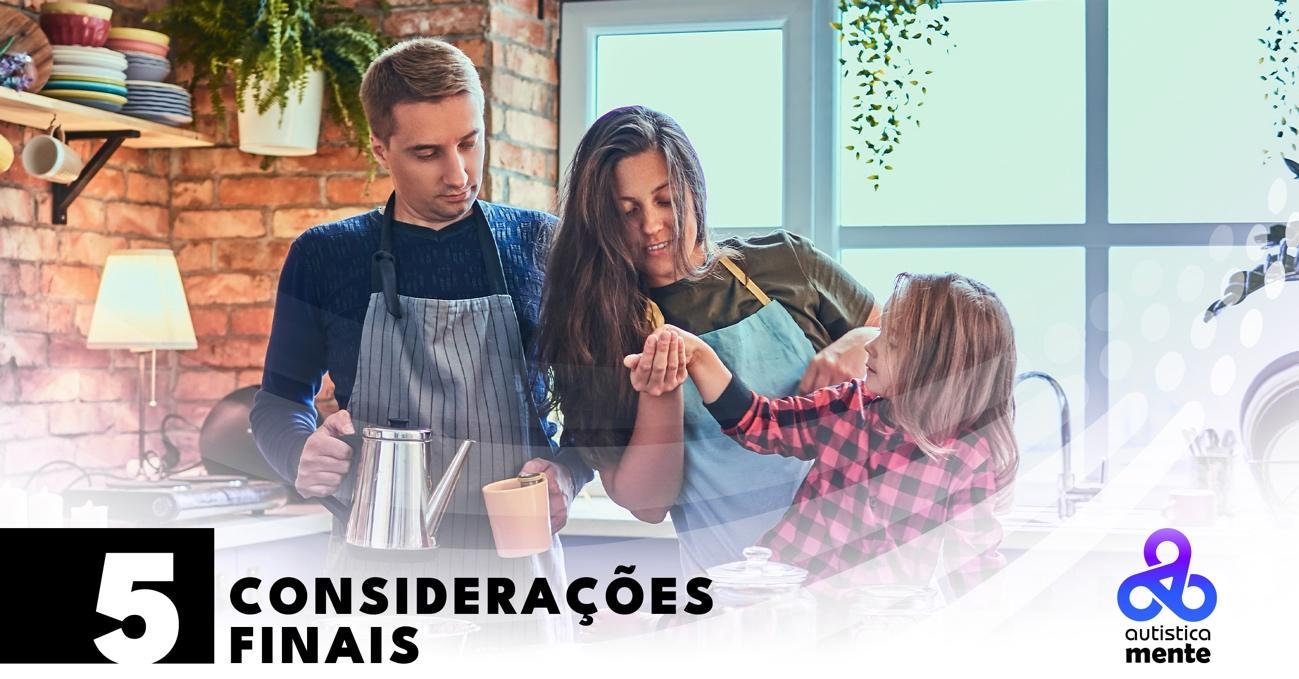 5
CONSIDERAÇÕES
FINAIS
autistica
mente